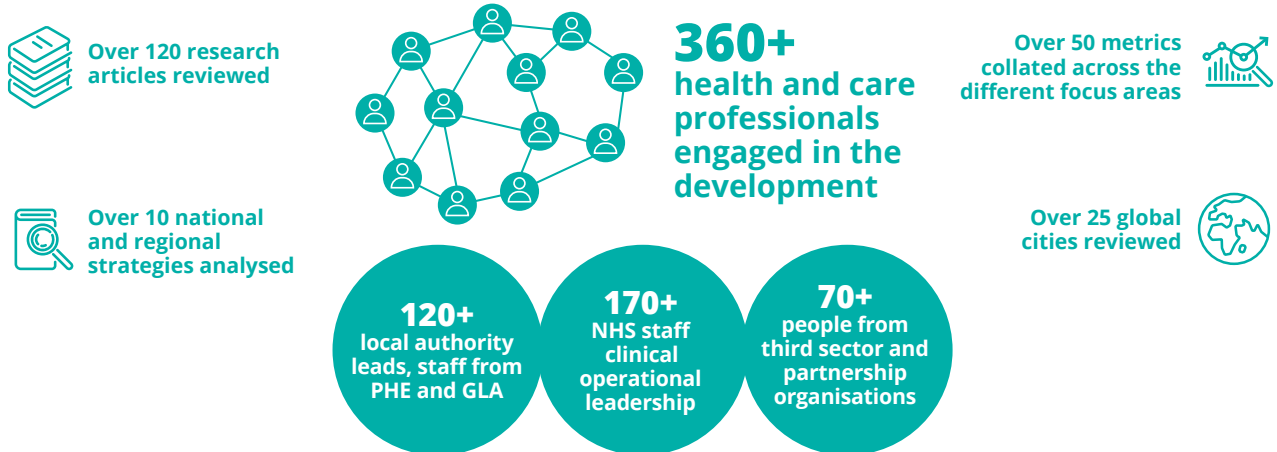 Over 120 research
articles reviewed
Over 10 national
and regional
strategies analysed
360+
health and care
professionals
engaged in the
development
Over 50 metrics
collated across the
different focus areas
Over 25 global
cities reviewed
120+
local authority
leads, staff from
PHE and GLA
170+
NHS staff
clinical
operational
leadership
70+
people from
third sector and
partnership
organisations